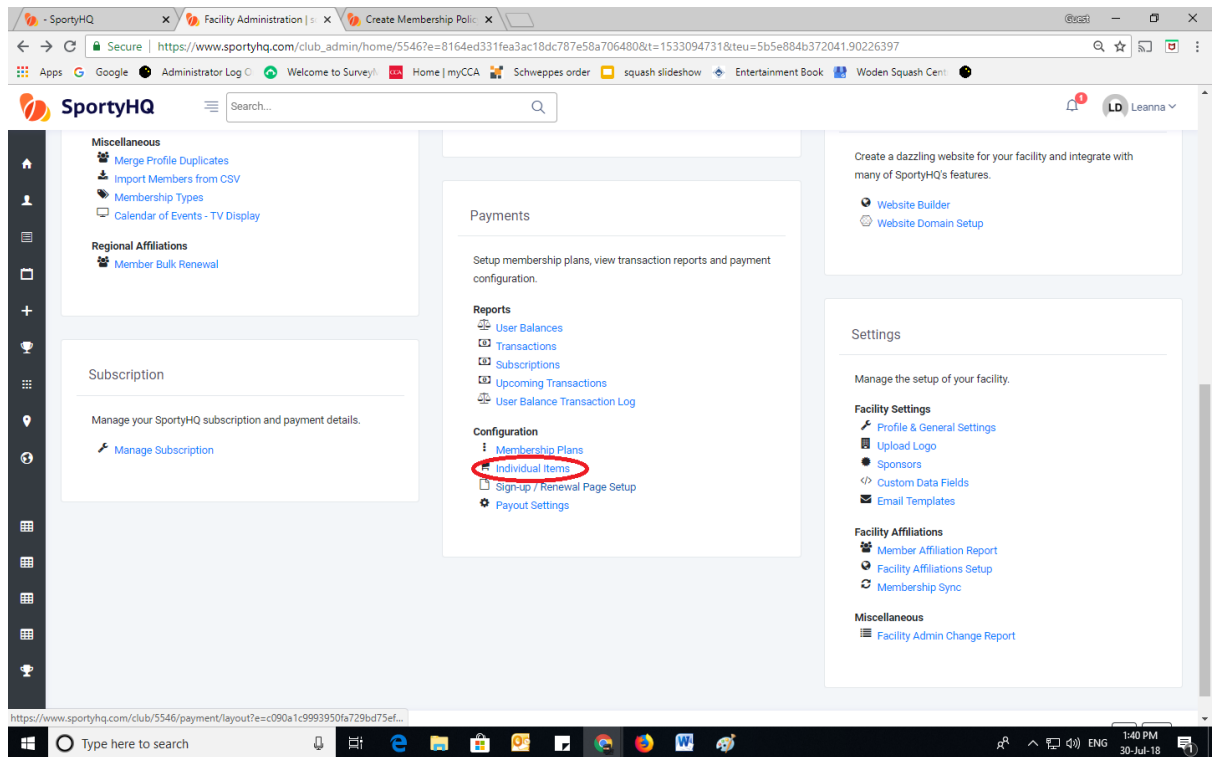 - SportyHQ
Facility Administration | s
Create Membership Polic
Guest
Secure | https://www.sportyhq.com/club_admin/home/5546?e=8164ed331fea3ac18dc787e58a706480&t=1533094731&teu=5b5e884b372041.90226397
Apps
Google
Administrator Log O
Welcome to Survey
Home | myCCA
Schweppes order
squash slideshow
Entertainment Book
Woden Squash Cent
SportyHQ
Search...
1
LD Leanna
Miscellaneous
Merge Profile Duplicates
Import Members from CSV
Membership Types
Calendar of Events - TV Display
Regional Affiliations
Member Bulk Renewal
Subscription
Manage your SportyHQ subscription and payment details.
Manage Subscription
Payments
Setup membership plans, view transaction reports and payment
configuration.
Reports
User Balances
Transactions
Subscriptions
Upcoming Transactions
User Balance Transaction Log
Configuration
Membership Plans
Individual Items
Sign-up / Renewal Page Setup
Payout Settings
Create a dazzling website for your facility and integrate with
many of SportyHQ's features.
Website Builder
Website Domain Setup
Settings
Manage the setup of your facility.
Facility Settings
Profile & General Settings
Upload Logo
Sponsors
Custom Data Fields
Email Templates
Facility Affiliations
Member Affiliation Report
Facility Affiliations Setup
Membership Sync
Miscellaneous
Facility Admin Change Report
https://www.sportyhq.com/club/5546/payment/layout?e=c090a1c9993950fa729bd75ef...
Type here to search
ENG
1:40 PM
30-Jul-18